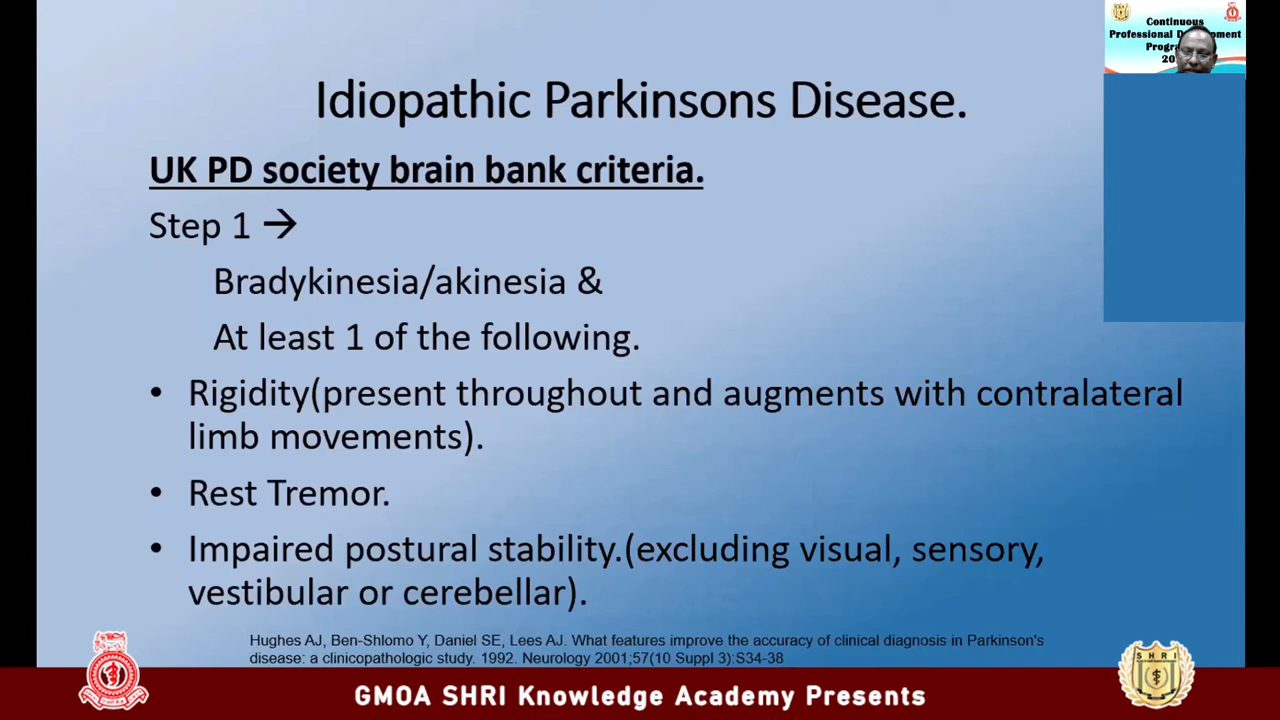 Continuous
Professional D pment
Progra
20
Idiopathic Parkinsons Disease.
UK PD society brain bank criteria.
Step 1 →
Bradykinesia/akinesia &
At least 1 of the following.
• Rigidity(present throughout and augments with contralateral
limb movements).
• Rest Tremor.
• Impaired postural stability.(excluding visual, sensory,
vestibular or cerebellar).
Hughes AJ, Ben-Shlomo Y, Daniel SE, Lees AJ. What features improve the accuracy of clinical diagnosis in Parkinson's
disease: a clinicopathologic study. 1992. Neurology 2001;57(10 Suppl 3):S34-38
GMOA SHRI Knowledge Academy Presents
SHRI